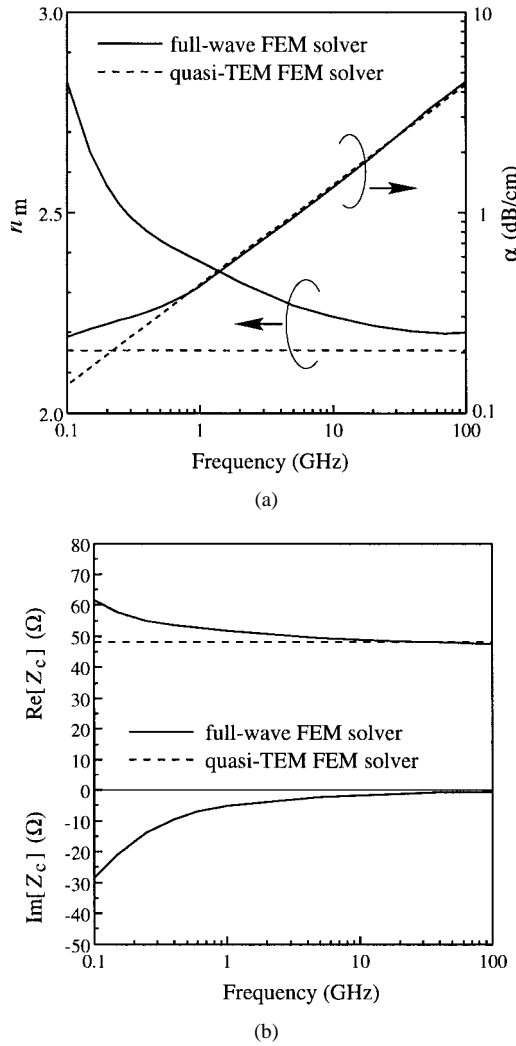 3.0
10
full-wave FEM solver
quasi-TEM FEM solver
nm
2.5
1
α (dB/cm)
2.0
0.1
0.1
1
10
100
Frequency (GHz)
(a)
80
70
60
50
40
30
20
10
0
-10
-20
-30
-40
-50
Re[Zc] (Ω)
full-wave FEM solver
quasi-TEM FEM solver
Im[Zc] (Ω)
0.1
1
10
100
Frequency (GHz)
(b)